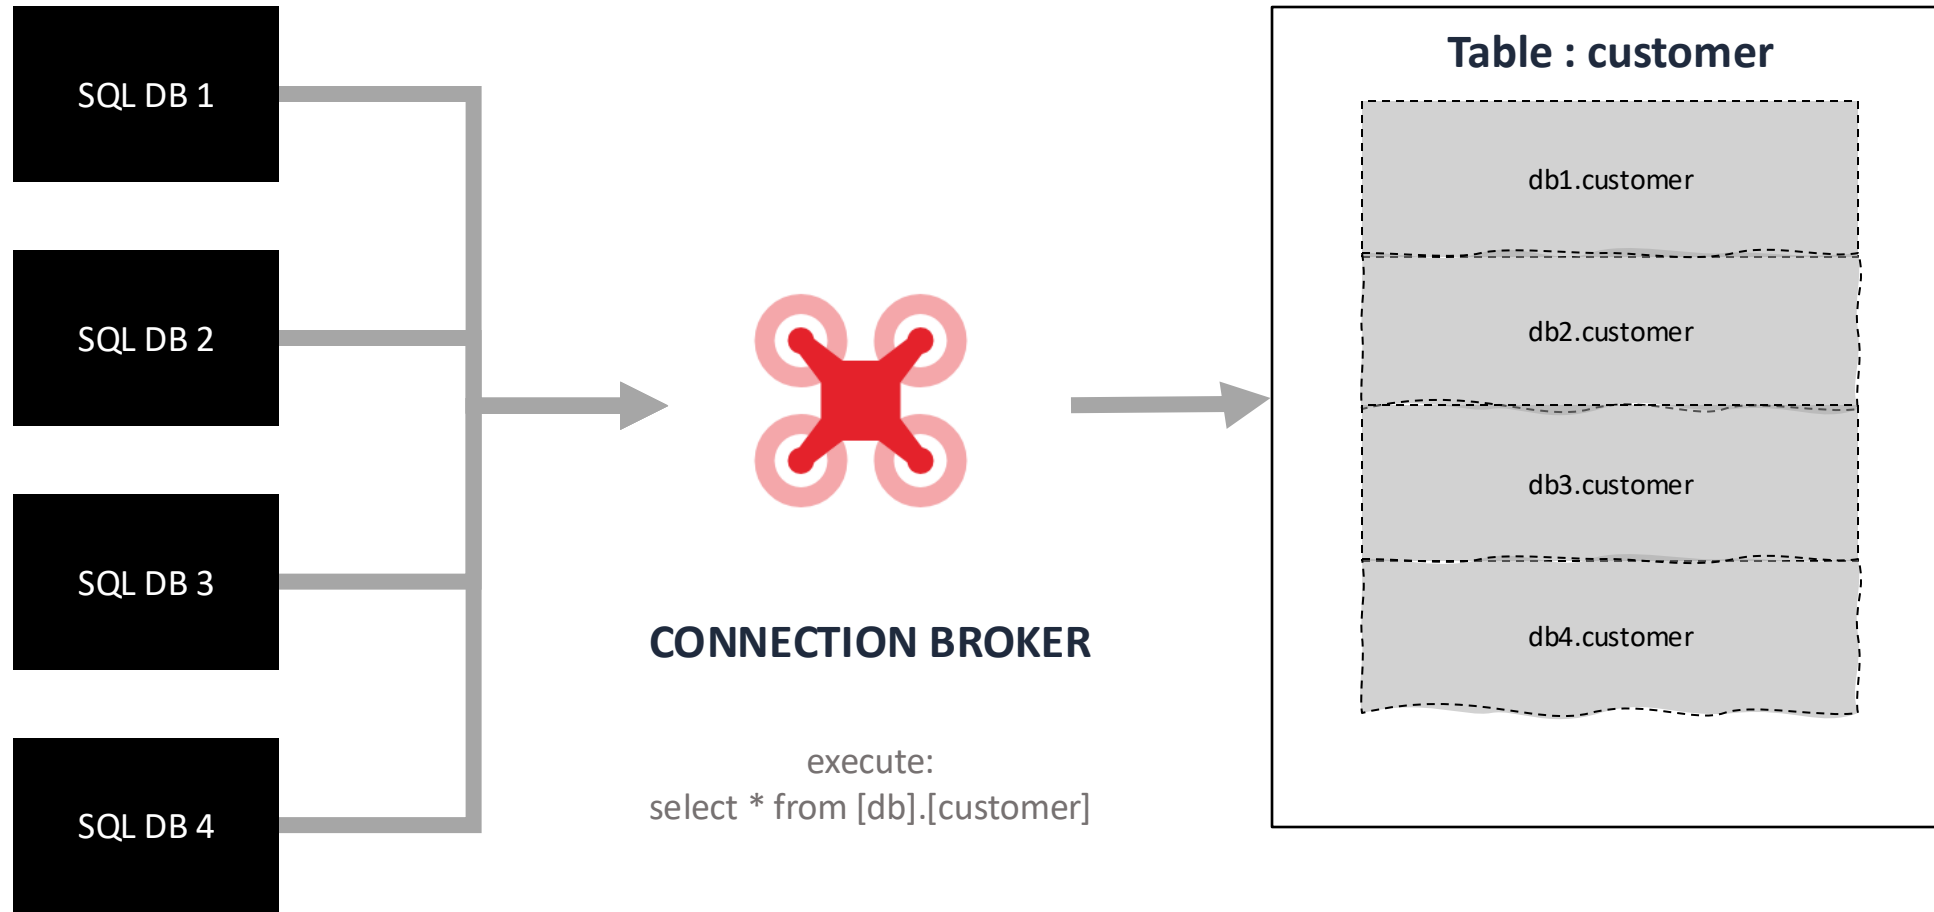 SQL DB 1
SQL DB 2
SQL DB 3
SQL DB 4
CONNECTION BROKER
execute:
select * from [db].[customer]
Table : customer
db1.customer
db2.customer
db3.customer
db4.customer